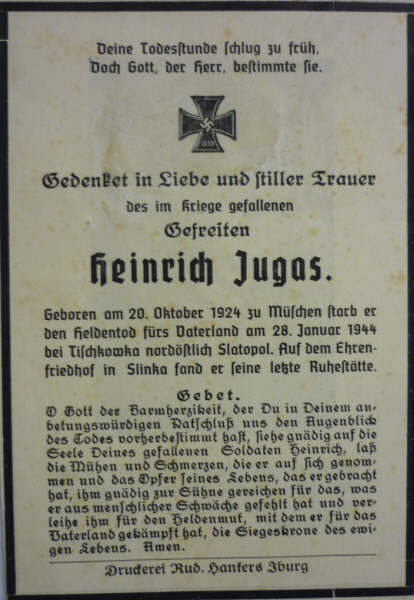 Deine Todesstunde schlug zu früh,
Doch Gott, der Herr, bestimmte sie.
1939
Gedenket in Liebe und stiller Trauer
des im Kriege gefallenen
Gefreiten
Heinrich Jugas.
Geboren am 20. Oktober 1924 zu Müschen starb er
den Heldentod fürs Vaterland am 28. Januar 1944
bei Tischkowka nordöstlich Slatopol. Auf dem Ehren-
friedhof in Slinka fand er seine letzte Ruhestätte.
Gebet.
O Gott der Barmherzikeit, der Du in Deinem an-
betungswürdigen Ratschluß uns den Augenblick
des Todes vorherbestimmt hast, siehe gnädig auf die
Seele Deines gefallenen Soldaten Heinrich, laß
die Mühen und Schmerzen, die er auf sich genom-
men und das Opfer seines Lebens, das er gebracht
hat, ihm gnädig zur Sühne gereichen für das, was
er aus menschlicher Schwäche gefehlt hat und ver-
leihe ihm für den Heldenmut, mit dem er für das
Vaterland gekämpft hat, die Siegeskrone des ewi-
gen Lebens. Amen.
Druckerei Rud. Hankers Iburg